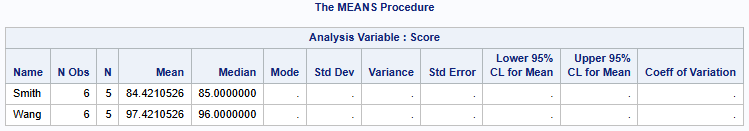 The MEANS Procedure
Analysis Variable : Score
Name N Obs N Mean Median Mode Std Dev Variance Std Error Lower 95% CL for Mean Upper 95% CL for Mean Coeff of Variation
Smith 6 5 84.4210526 85.0000000 . . . . . . .
Wang 6 5 97.4210526 96.0000000 . . . . . . .